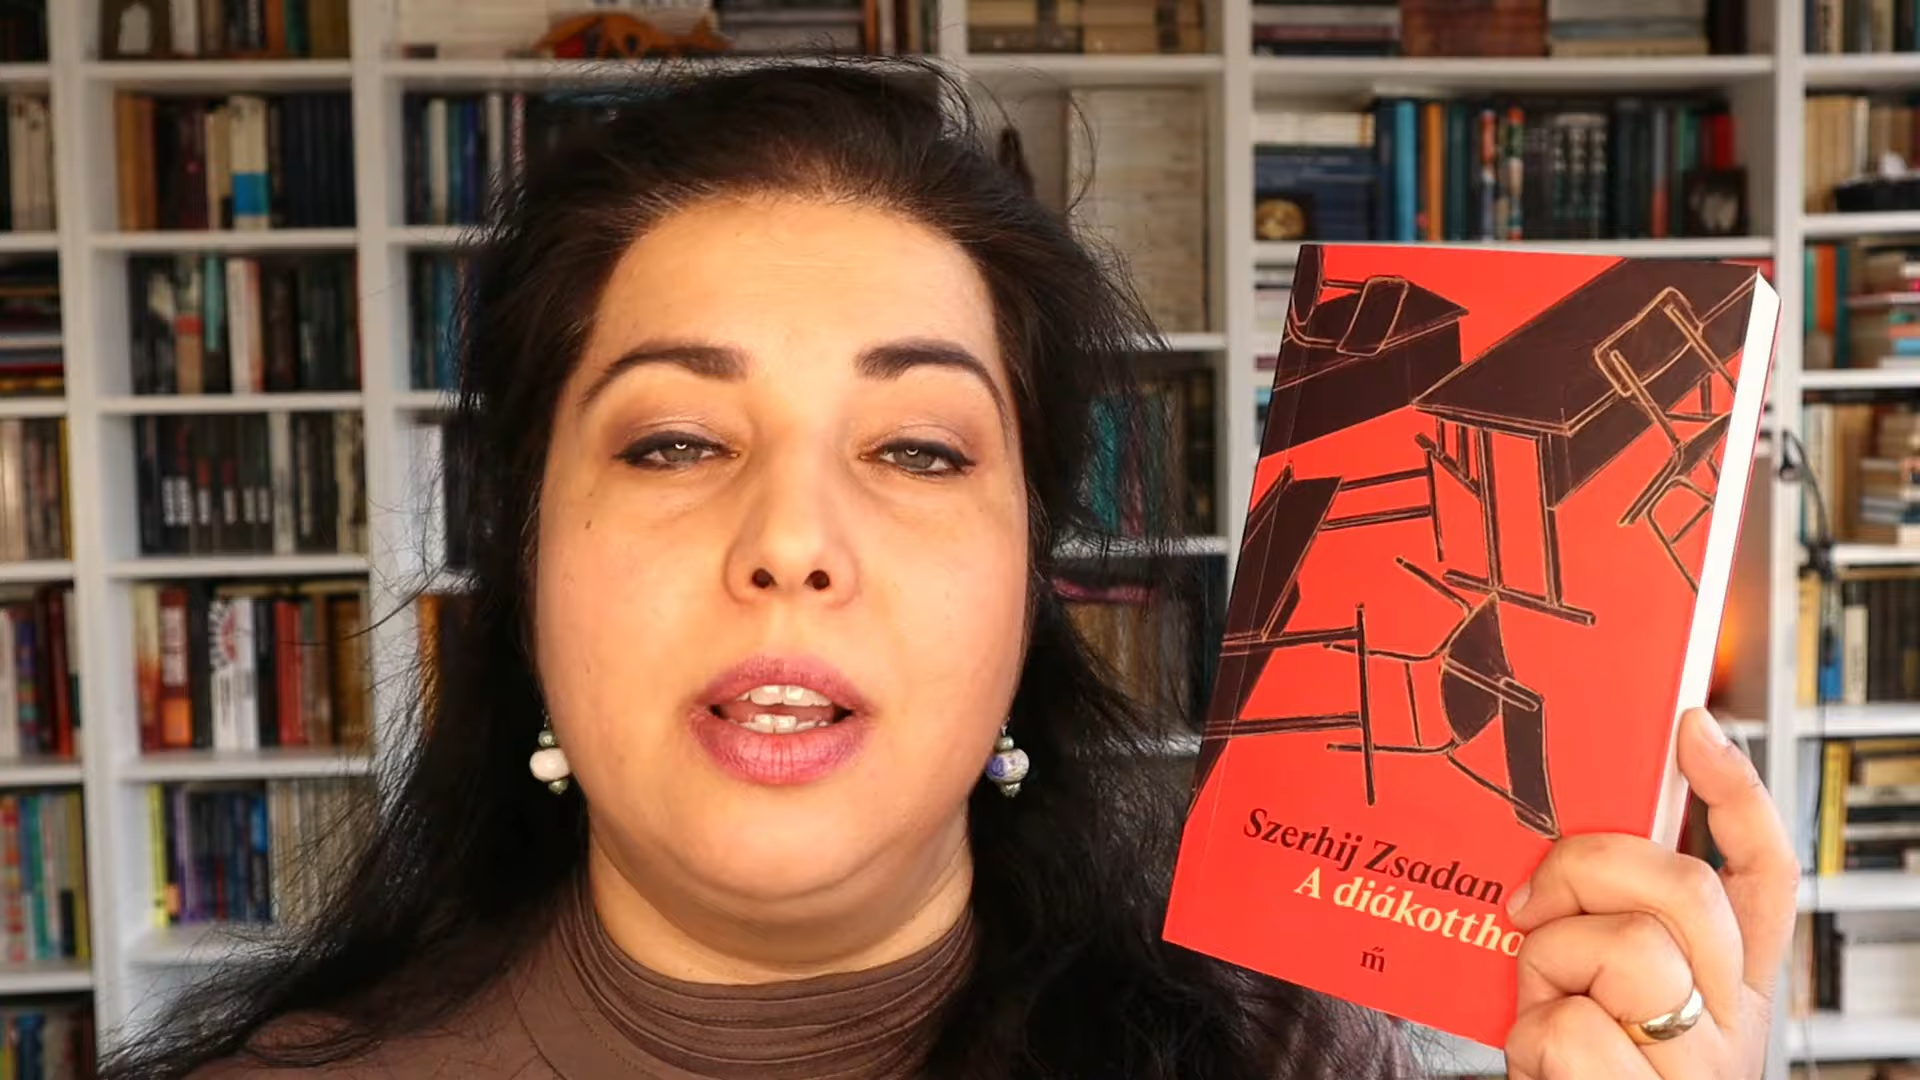 Szerhij Zsadan
A diákottho
m̋